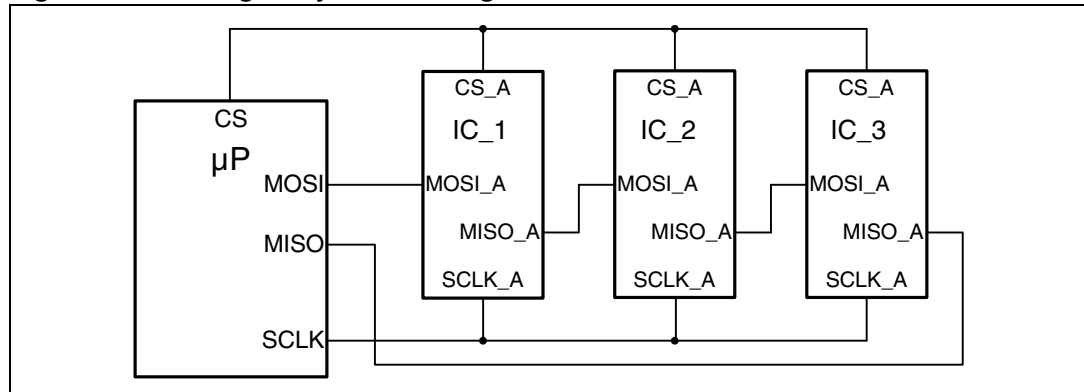 CS
µP
MOSI
MISO
SCLK
CS_A
IC_1
MOSI_A
MISO_A
SCLK_A
CS_A
IC_2
MOSI_A
MISO_A
SCLK_A
CS_A
IC_3
MOSI_A
MISO_A
SCLK_A